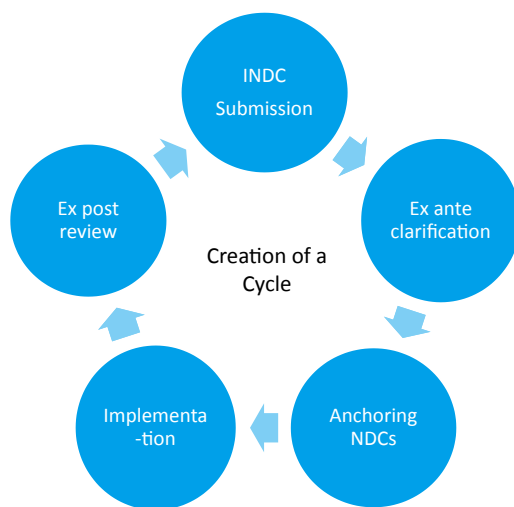 INDC
Submission
Ex ante
clarification
Anchoring
NDCs
Implementa
-tion
Ex post
review
Creation of a
Cycle